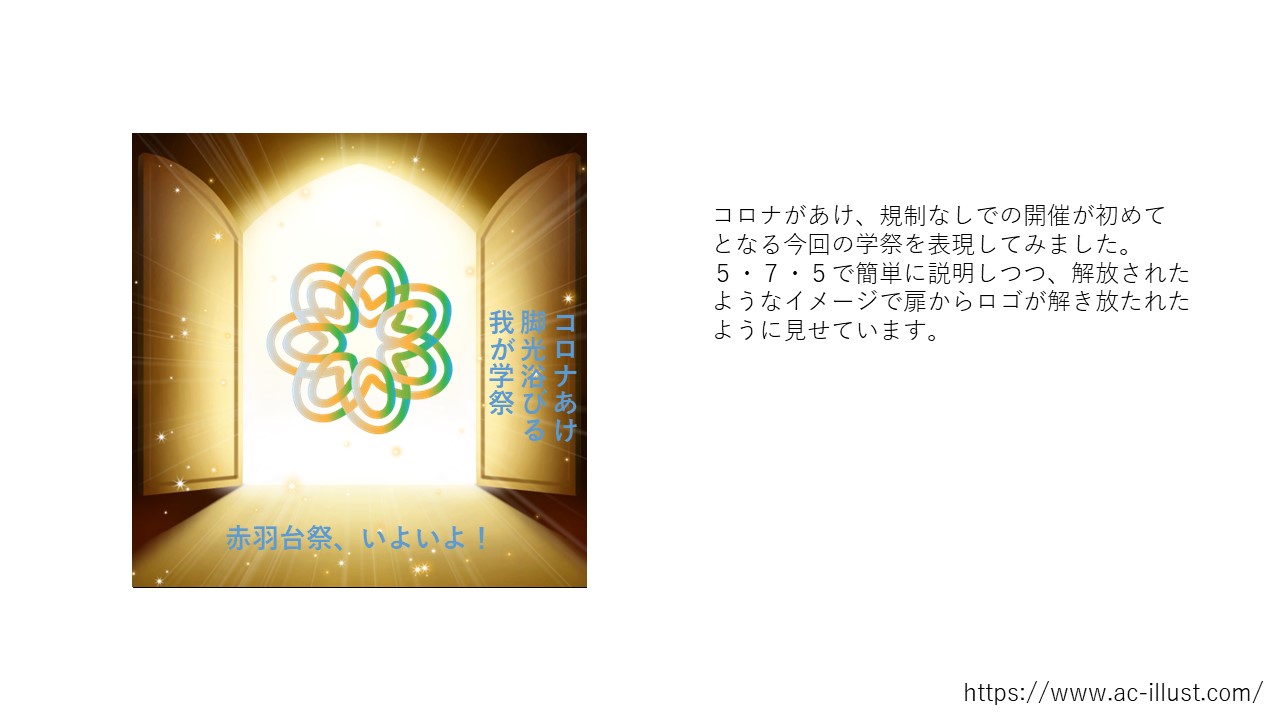 コロナあけ
脚光浴びる
我が学祭
赤羽台祭、いよいよ！
コロナがあけ、規制なしでの開催が初めて
となる今回の学祭を表現してみました。
５・７・５で簡単に説明しつつ、解放された
ようなイメージで扉からロゴが解き放たれた
ように見せています。
https://www.ac-illust.com/